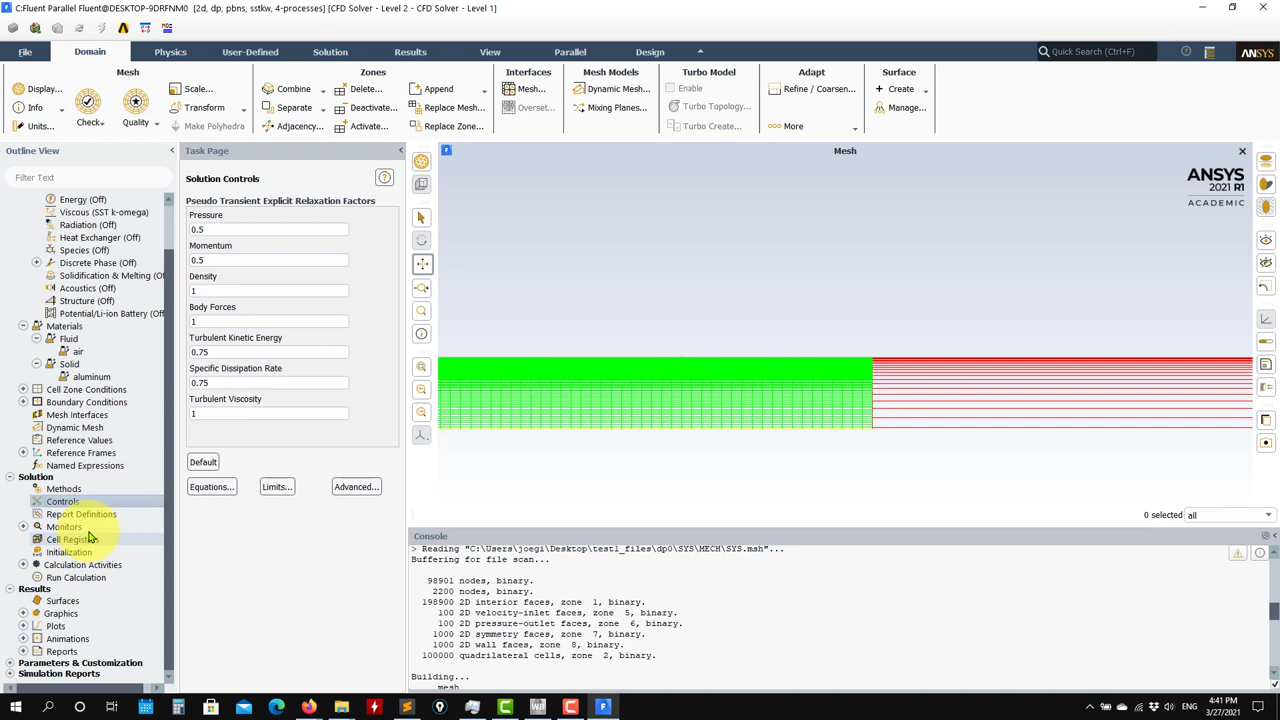 C:Fluent Parallel Fluent@DESKTOP-9DRFNM0 [2d, dp, pbns, sstkw, 4-processes] [CFD Solver - Level 2 - CFD Solver - Level 1]
File Domain Physics User-Defined Solution Results View Parallel Design
Quick Search (Ctrl+F)
ANSYS
Mesh Zones Interfaces Mesh Models Turbo Model Adapt Surface
Display... Scale... Combine Delete... Append Mesh... Dynamic Mesh... Enable Refine / Coarsen... Create
Info Transform Separate Deactivate... Replace Mesh... Overset... Mixing Planes... Turbo Topology... Manage...
Units... Check Quality Make Polyhedra Adjacency... Activate... Replace Zone... Turbo Create... More
Outline View
Filter Text
Energy (Off)
Viscous (SST k-omega)
Radiation (Off)
Heat Exchanger (Off)
Species (Off)
Discrete Phase (Off)
Solidification & Melting (Of
Acoustics (Off)
Structure (Off)
Potential/Li-ion Battery (Of
Materials
Fluid
air
Solid
aluminum
Cell Zone Conditions
Boundary Conditions
Mesh Interfaces
Dynamic Mesh
Reference Values
Reference Frames
Named Expressions
Solution
Methods
Controls
Report Definitions
Monitors
Cell Registers
Initialization
Calculation Activities
Run Calculation
Results
Surfaces
Graphics
Plots
Animations
Reports
Parameters & Customization
Simulation Reports
Task Page
Solution Controls
Pseudo Transient Explicit Relaxation Factors
Pressure
0.5
Momentum
0.5
Density
1
Body Forces
1
Turbulent Kinetic Energy
0.75
Specific Dissipation Rate
0.75
Turbulent Viscosity
1
Default
Equations... Limits... Advanced...
Mesh
ANSYS
2021 R1
ACADEMIC
0 selected all
Console
> Reading "C:\Users\joegi\Desktop\test1_files\dp0\SYS\MECH\SYS.msh"...
Buffering for file scan...
98901 nodes, binary.
2200 nodes, binary.
198900 2D interior faces, zone 1, binary.
100 2D velocity-inlet faces, zone 5, binary.
100 2D pressure-outlet faces, zone 6, binary.
1000 2D symmetry faces, zone 7, binary.
1000 2D wall faces, zone 8, binary.
100000 quadrilateral cells, zone 2, binary.
Building...
mesh
ENG
4:41 PM
3/27/2021